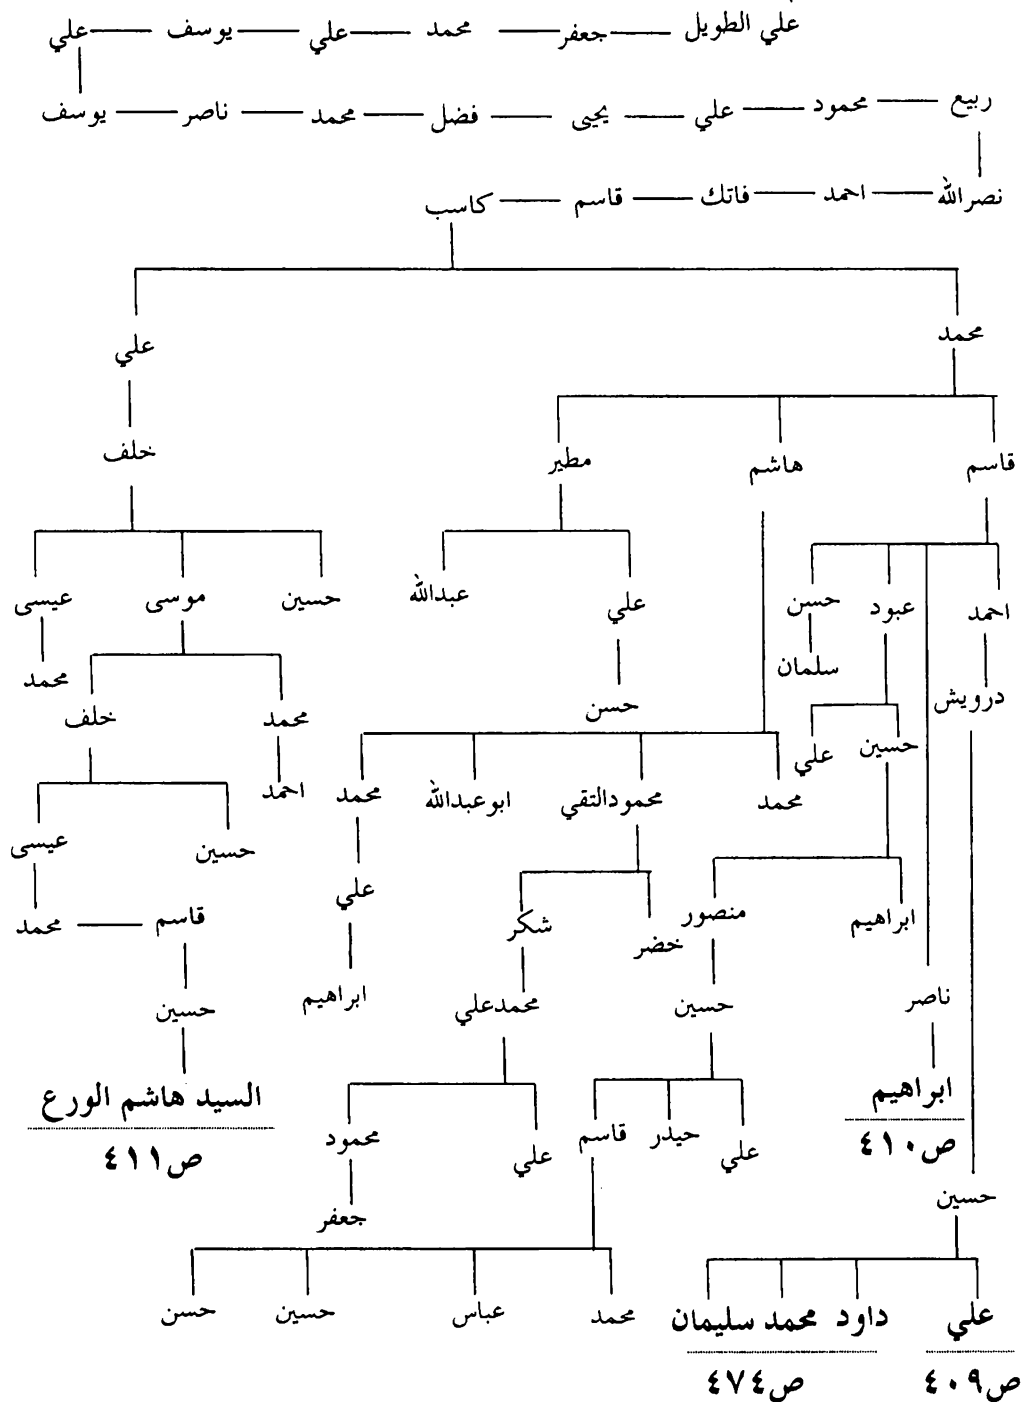 علي الطويل جعفر محمد علي يوسف علي
ربيع محمود علي يحيى فضل محمد ناصر يوسف
نصرالله احمد فاتك قاسم كاسب
محمد علي
قاسم هاشم مطير خلف
احمد عبود حسن علي عبدالله حسين موسى عيسى
درويش سلمان حسن محمد خلف محمد
حسين علي محمد محمودالتقي ابوعبدالله محمد احمد
حسين عيسى
ابراهيم منصور خضر شكر علي قاسم محمد
ناصر حسين محمدعلي ابراهيم حسين
ابراهيم السيد هاشم الورع
ص٤١٠ علي حيدر قاسم علي محمود ص٤١١
حسين جعفر
علي داود محمد سليمان محمد عباس حسين حسن
ص٤٠٩ ص٤٧٤